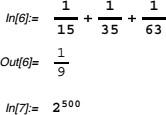 In[6]:= 1/15 + 1/35 + 1/63
Out[6]= 1/9
In[7]:= 2^500